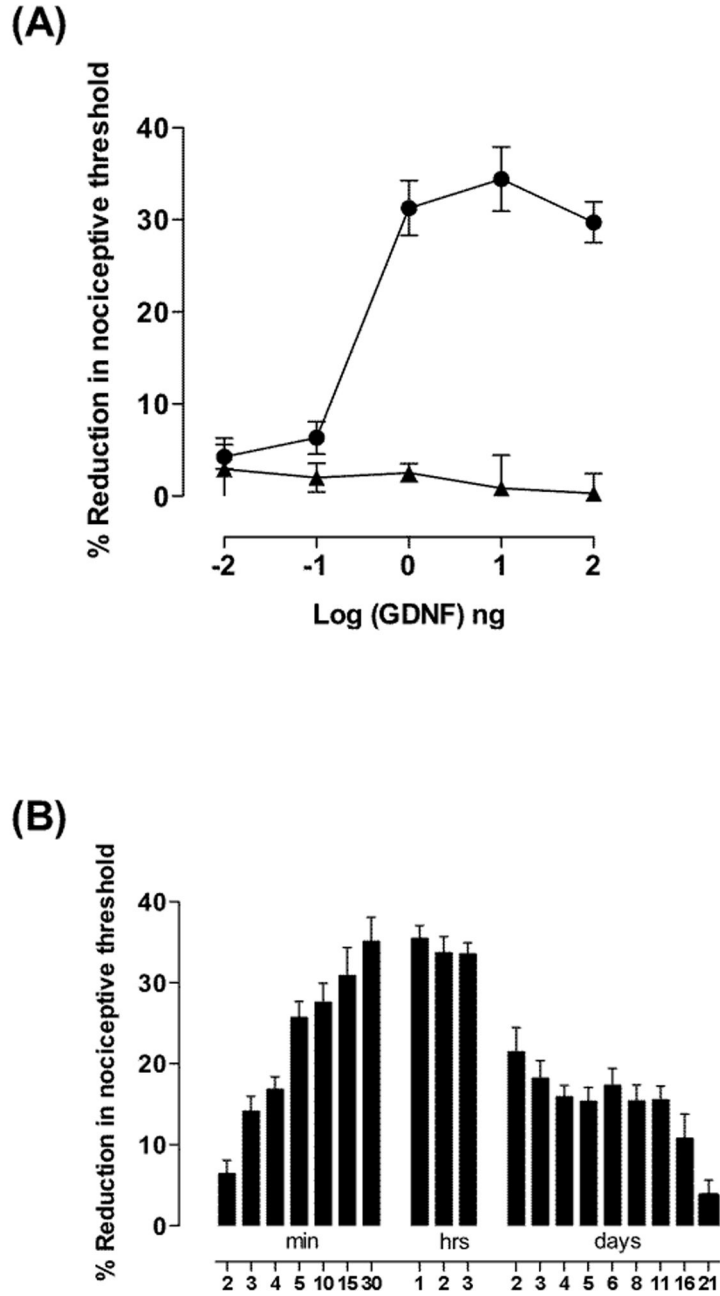 (A)
% Reduction in nociceptive threshold
40
30
20
10
0
-2 -1 0 1 2
Log (GDNF) ng
(B)
% Reduction in nociceptive threshold
40
30
20
10
0
min hrs days
2 3 4 5 10 15 30 1 2 3 2 3 4 5 6 8 11 16 21